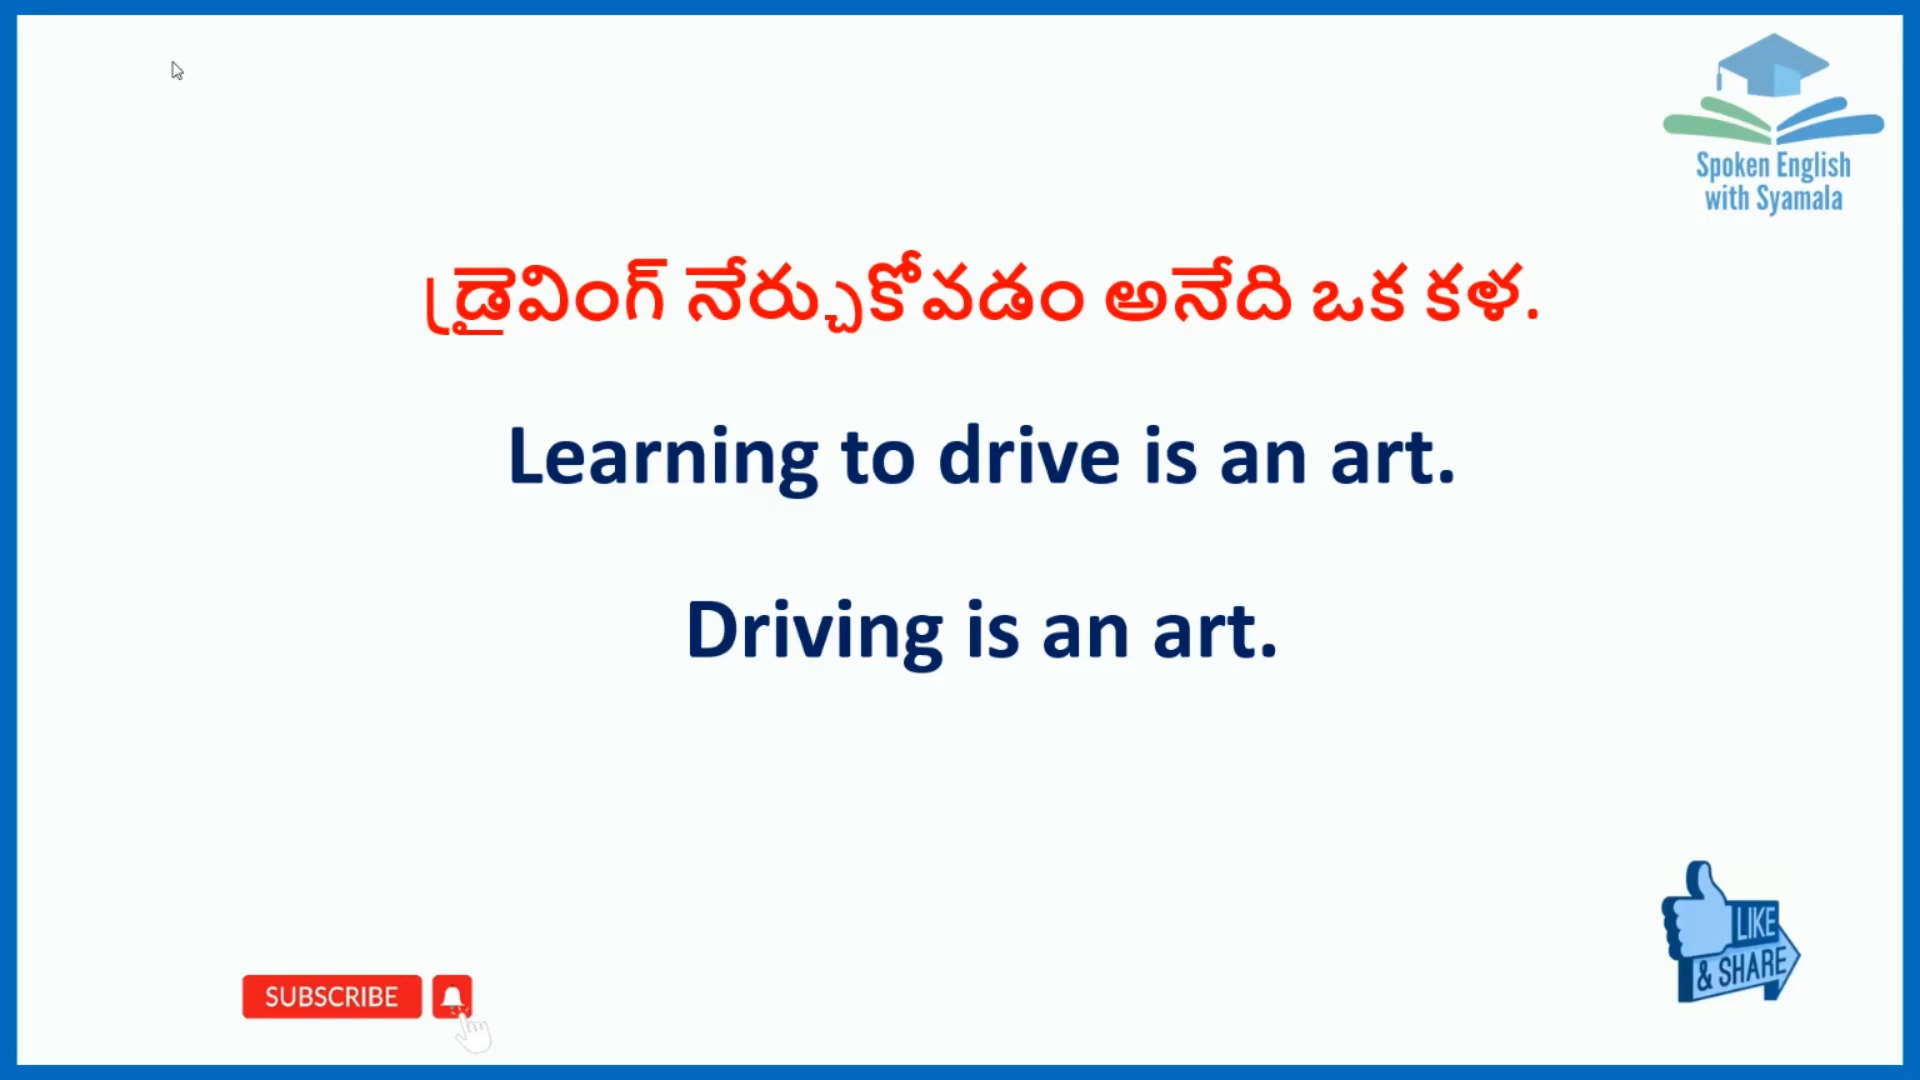 Spoken English
with Syamala
డ్రైవింగ్ నేర్చుకోవడం అనేది ఒక కళ.
Learning to drive is an art.
Driving is an art.
LIKE
& SHARE
SUBSCRIBE